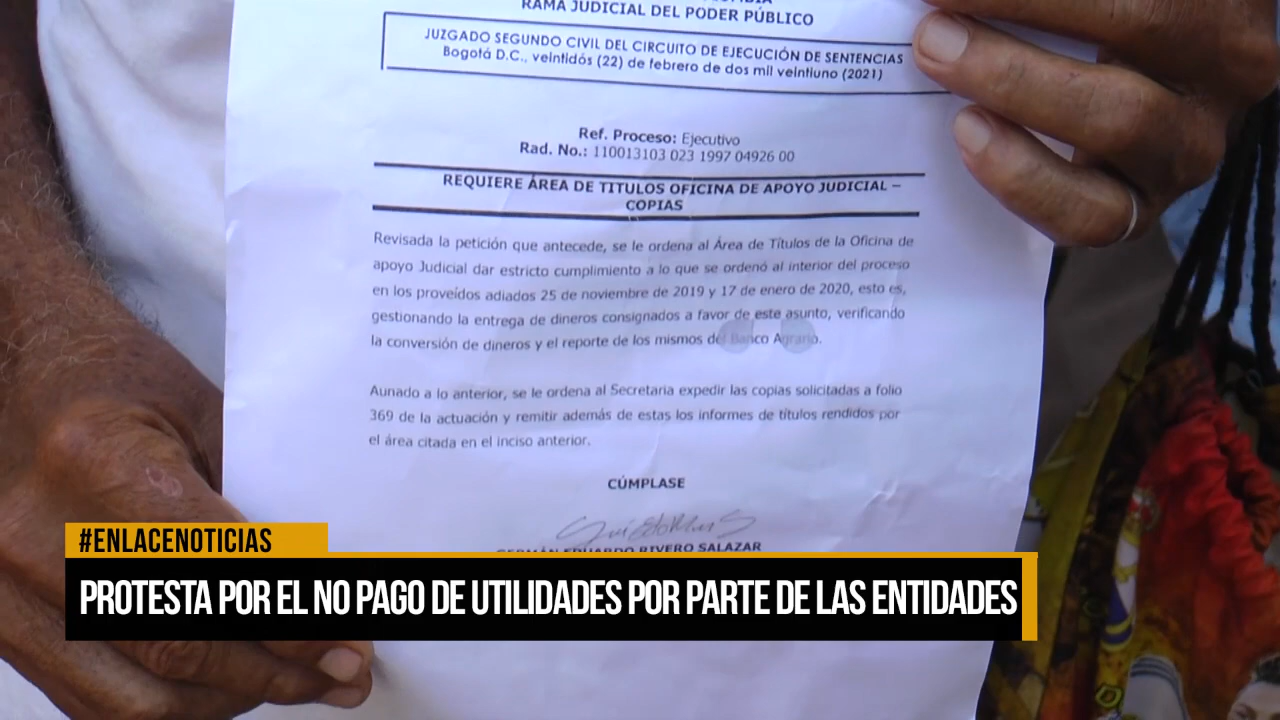 RAMA JUDICIAL DEL PODER PÚBLICO
JUZGADO SEGUNDO CIVIL DEL CIRCUITO DE EJECUCIÓN DE SENTENCIAS
Bogotá D.C., veintidós (22) de febrero de dos mil veintiuno (2021)
Ref. Proceso: Ejecutivo
Rad. No.: 110013103 023 1997 04926 00
REQUIERE ÁREA DE TITULOS OFICINA DE APOYO JUDICIAL –
COPIAS
Revisada la petición que antecede, se le ordena al Área de Títulos de la Oficina de
apoyo Judicial dar estricto cumplimiento a lo que se ordenó al interior del proceso
en los proveídos adiados 25 de noviembre de 2019 y 17 de enero de 2020, esto es,
gestionando la entrega de dineros consignados a favor de este asunto, verificando
la conversión de dineros y el reporte de los mismos del Banco Agrario.
Aunado a lo anterior, se le ordena al Secretaria expedir las copias solicitadas a folio
369 de la actuación y remitir además de estas los informes de títulos rendidos por
el área citada en el inciso anterior.
CÚMPLASE
GERMÁN EDUARDO RIVERO SALAZAR
#ENLACENOTICIAS
PROTESTA POR EL NO PAGO DE UTILIDADES POR PARTE DE LAS ENTIDADES